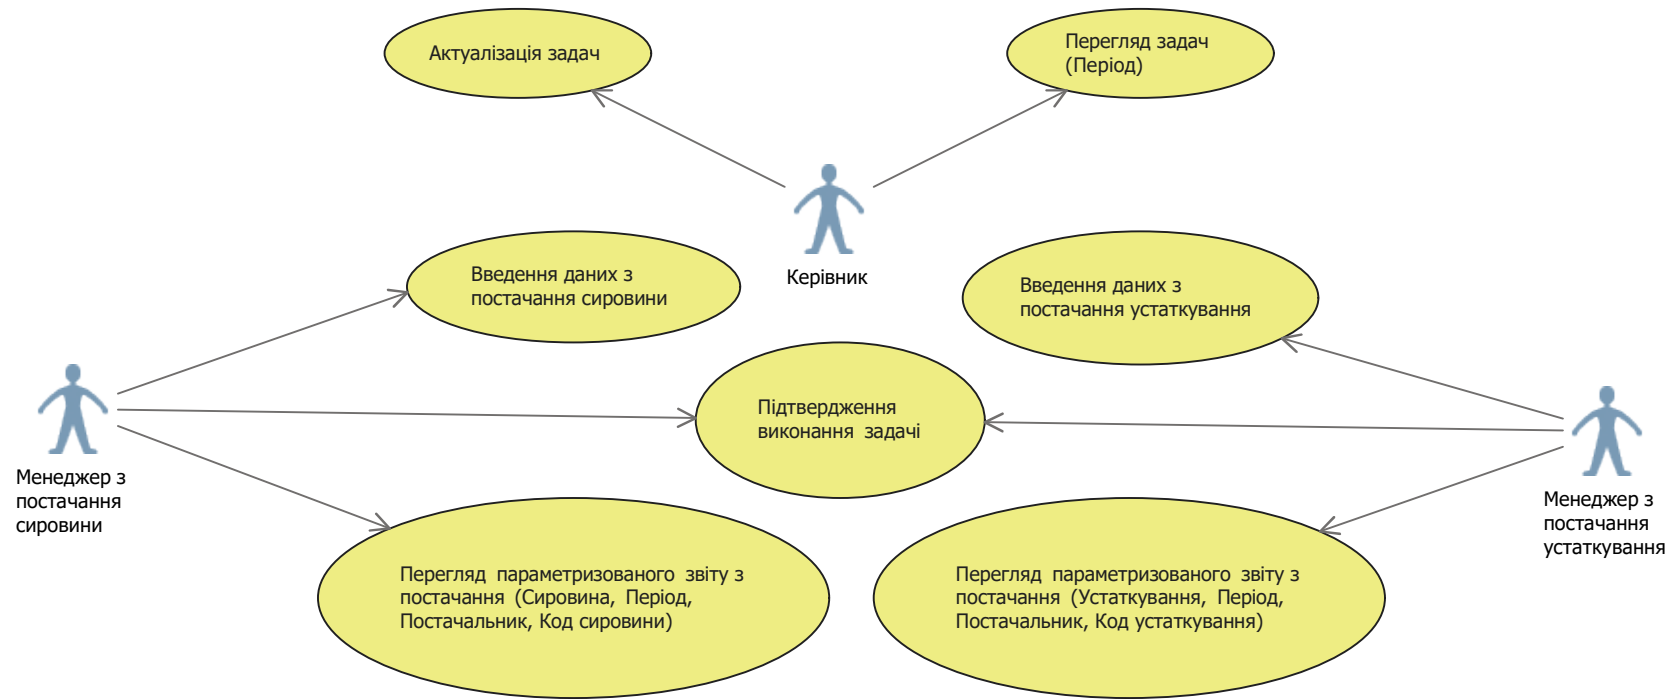 Актуалізація задач
Перегляд задач
(Період)
Керівник
Введення даних з
постачання сировини
Введення даних з
постачання устаткування
Підтвердження
виконання задачі
Менеджер з
постачання
сировини
Менеджер з
постачання
устаткування
Перегляд параметризованого звіту з
постачання (Сировина, Період,
Постачальник, Код сировини)
Перегляд параметризованого звіту з
постачання (Устаткування, Період,
Постачальник, Код устаткування)